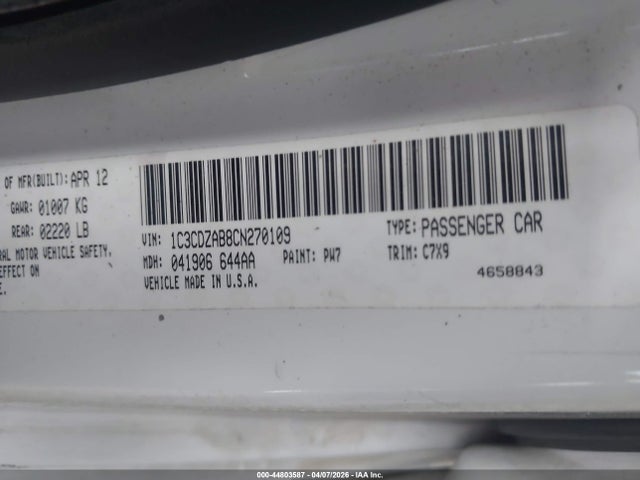 OF MFR(BUILT): APR 12
GAWR: 01007 KG
REAR: 02220 LB
RAL MOTOR VEHICLE SAFETY,
EFFECT ON
E.
VIN: 1C3CDZAB8CN270109
TYPE: PASSENGER CAR
MDH: 041906 644AA
PAINT: PW7
TRIM: C7X9
VEHICLE MADE IN U.S.A.
4658843
000-44803587 - 04/07/2026 - IAA Inc.